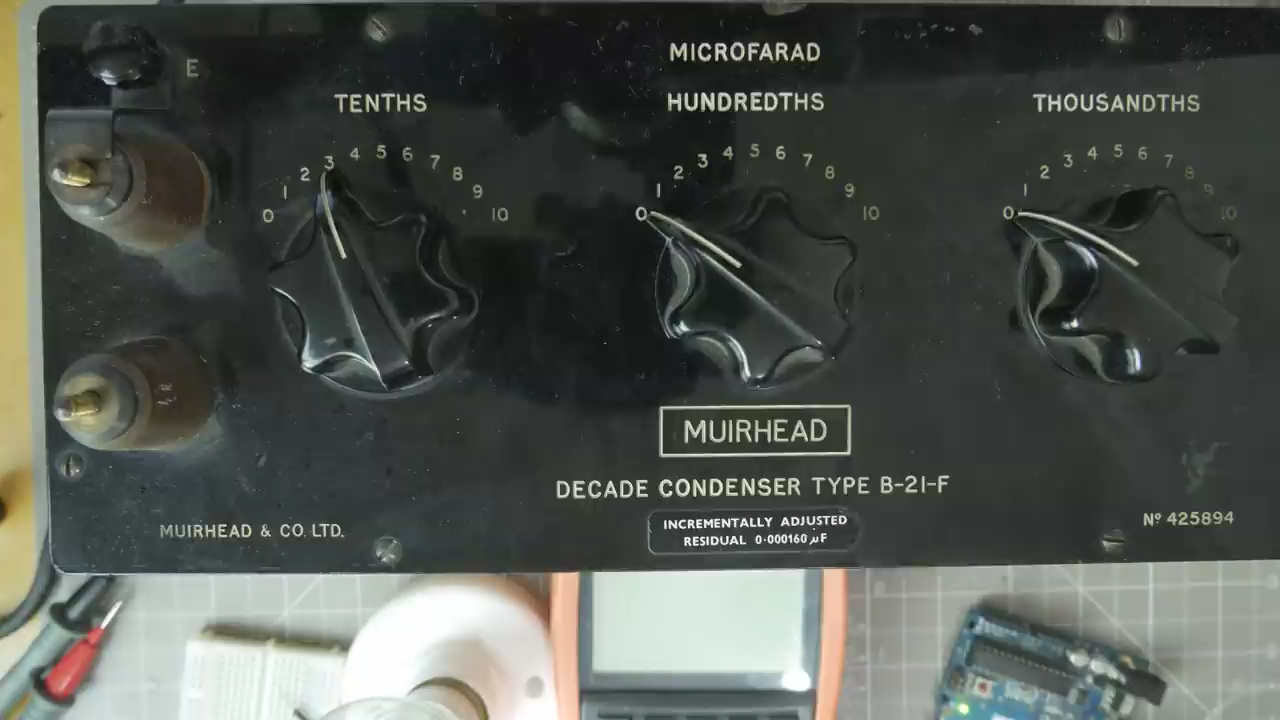 MICROFARAD
E
TENTHS
HUNDREDTHS
THOUSANDTHS
0 1 2 3 4 5 6 7 8 9 10
0 1 2 3 4 5 6 7 8 9 10
0 1 2 3 4 5 6 7 8 9 10
MUIRHEAD
DECADE CONDENSER TYPE B-21-F
MUIRHEAD & CO. LTD.
INCREMENTALLY ADJUSTED
RESIDUAL 0·000160 µF
Nº 425894